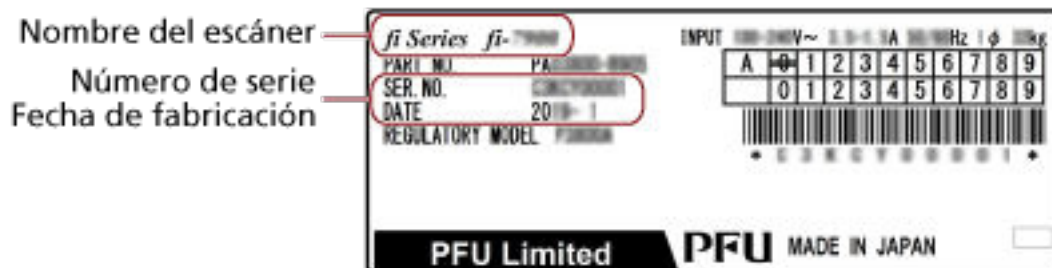 Nombre del escáner
Número de serie
Fecha de fabricación
fi Series fi-
PART NO. PA
SER. NO.
DATE 20
REGULATORY MODEL
INPUT V~ A Hz 1φ kg
A 0 1 2 3 4 5 6 7 8 9
0 1 2 3 4 5 6 7 8 9
PFU Limited
PFU MADE IN JAPAN